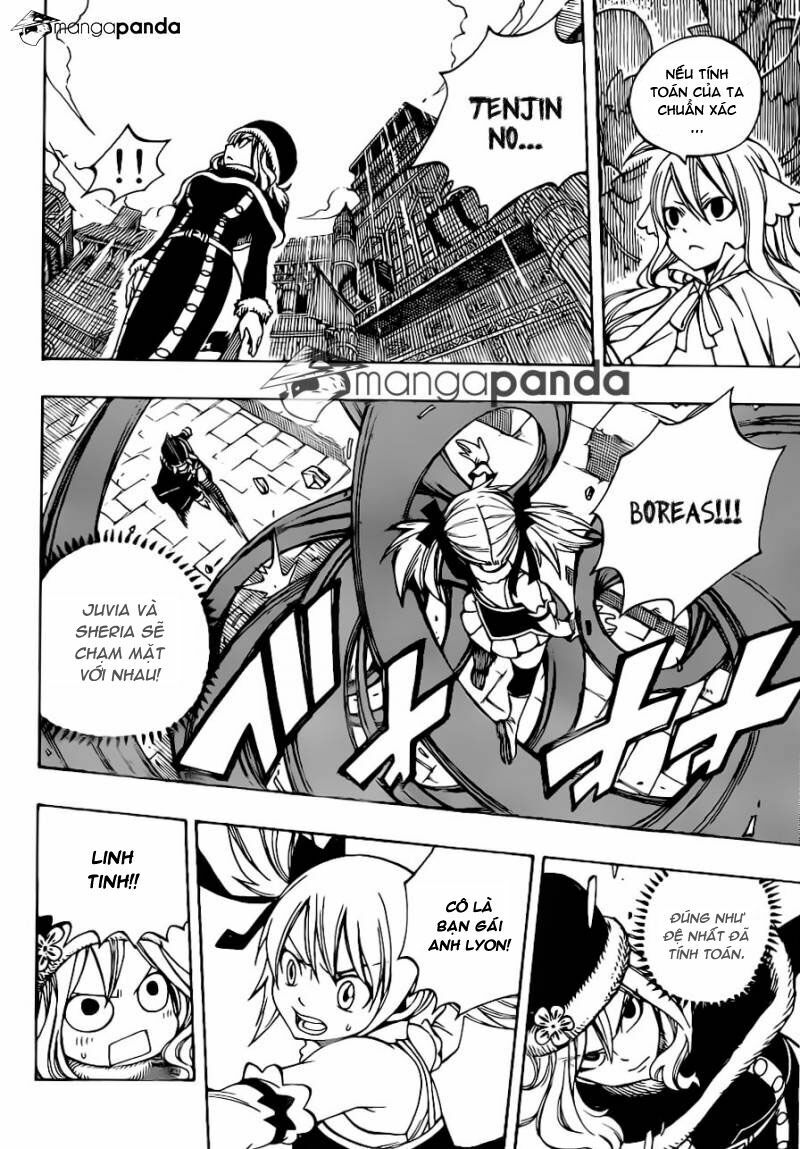 mangapanda
NẾU TÍNH
TOÁN CỦA TA
CHUẨN XÁC
...
TENJIN
NO...
!!
mangapanda
BOREAS!!!
JUVIA VÀ
SHERIA SẼ
CHẠM MẶT
VỚI NHAU!
ĐÚNG NHƯ
ĐỆ NHẤT ĐÃ
TÍNH TOÁN.
CÔ LÀ
BẠN GÁI
ANH LYON!
LINH
TINH!!